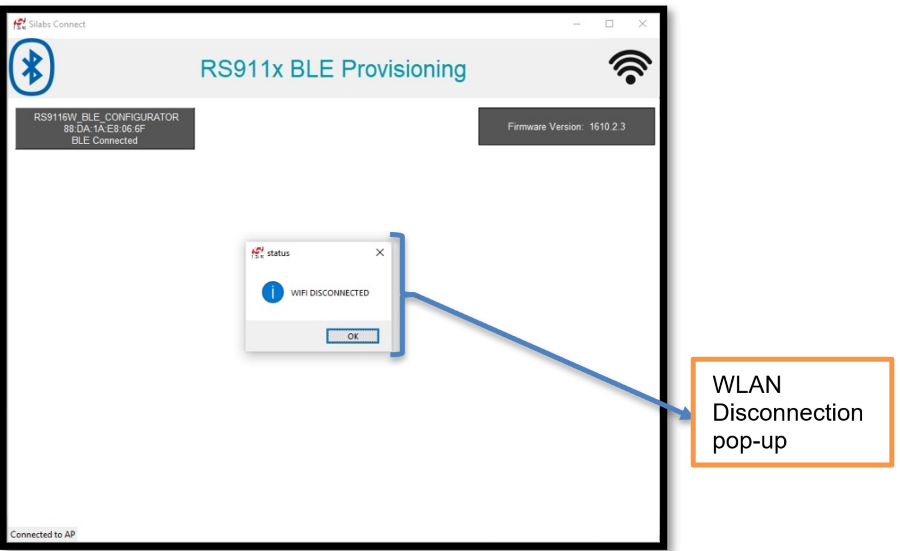 Silabs Connect
RS911x BLE Provisioning
RS9116W_BLE_CONFIGURATOR
88:DA:1A:E8:06:6F
BLE Connected
Firmware Version: 1610.2.3
status
WIFI DISCONNECTED
OK
WLAN
Disconnection
pop-up
Connected to AP